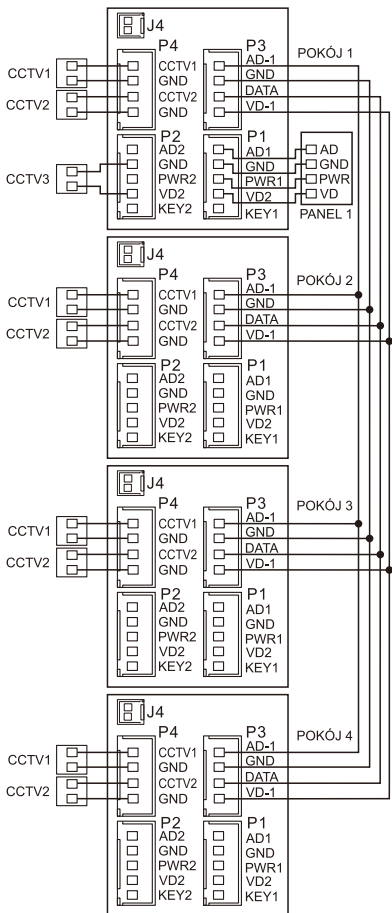 J4
P4 P3
CCTV1 CCTV1 AD-1 POKÓJ 1
GND GND
CCTV2 CCTV2 DATA
GND VD-1
P2 P1
AD2 AD1 AD
CCTV3 GND GND GND
PWR2 PWR1 PWR
VD2 VD2 VD
KEY2 KEY1 PANEL 1
J4
P4 P3
CCTV1 CCTV1 AD-1 POKÓJ 2
GND GND
CCTV2 CCTV2 DATA
GND VD-1
P2 P1
AD2 AD1
GND GND
PWR2 PWR1
VD2 VD2
KEY2 KEY1
J4
P4 P3
CCTV1 CCTV1 AD-1 POKÓJ 3
GND GND
CCTV2 CCTV2 DATA
GND VD-1
P2 P1
AD2 AD1
GND GND
PWR2 PWR1
VD2 VD2
KEY2 KEY1
J4
P4 P3
CCTV1 CCTV1 AD-1 POKÓJ 4
GND GND
CCTV2 CCTV2 DATA
GND VD-1
P2 P1
AD2 AD1
GND GND
PWR2 PWR1
VD2 VD2
KEY2 KEY1